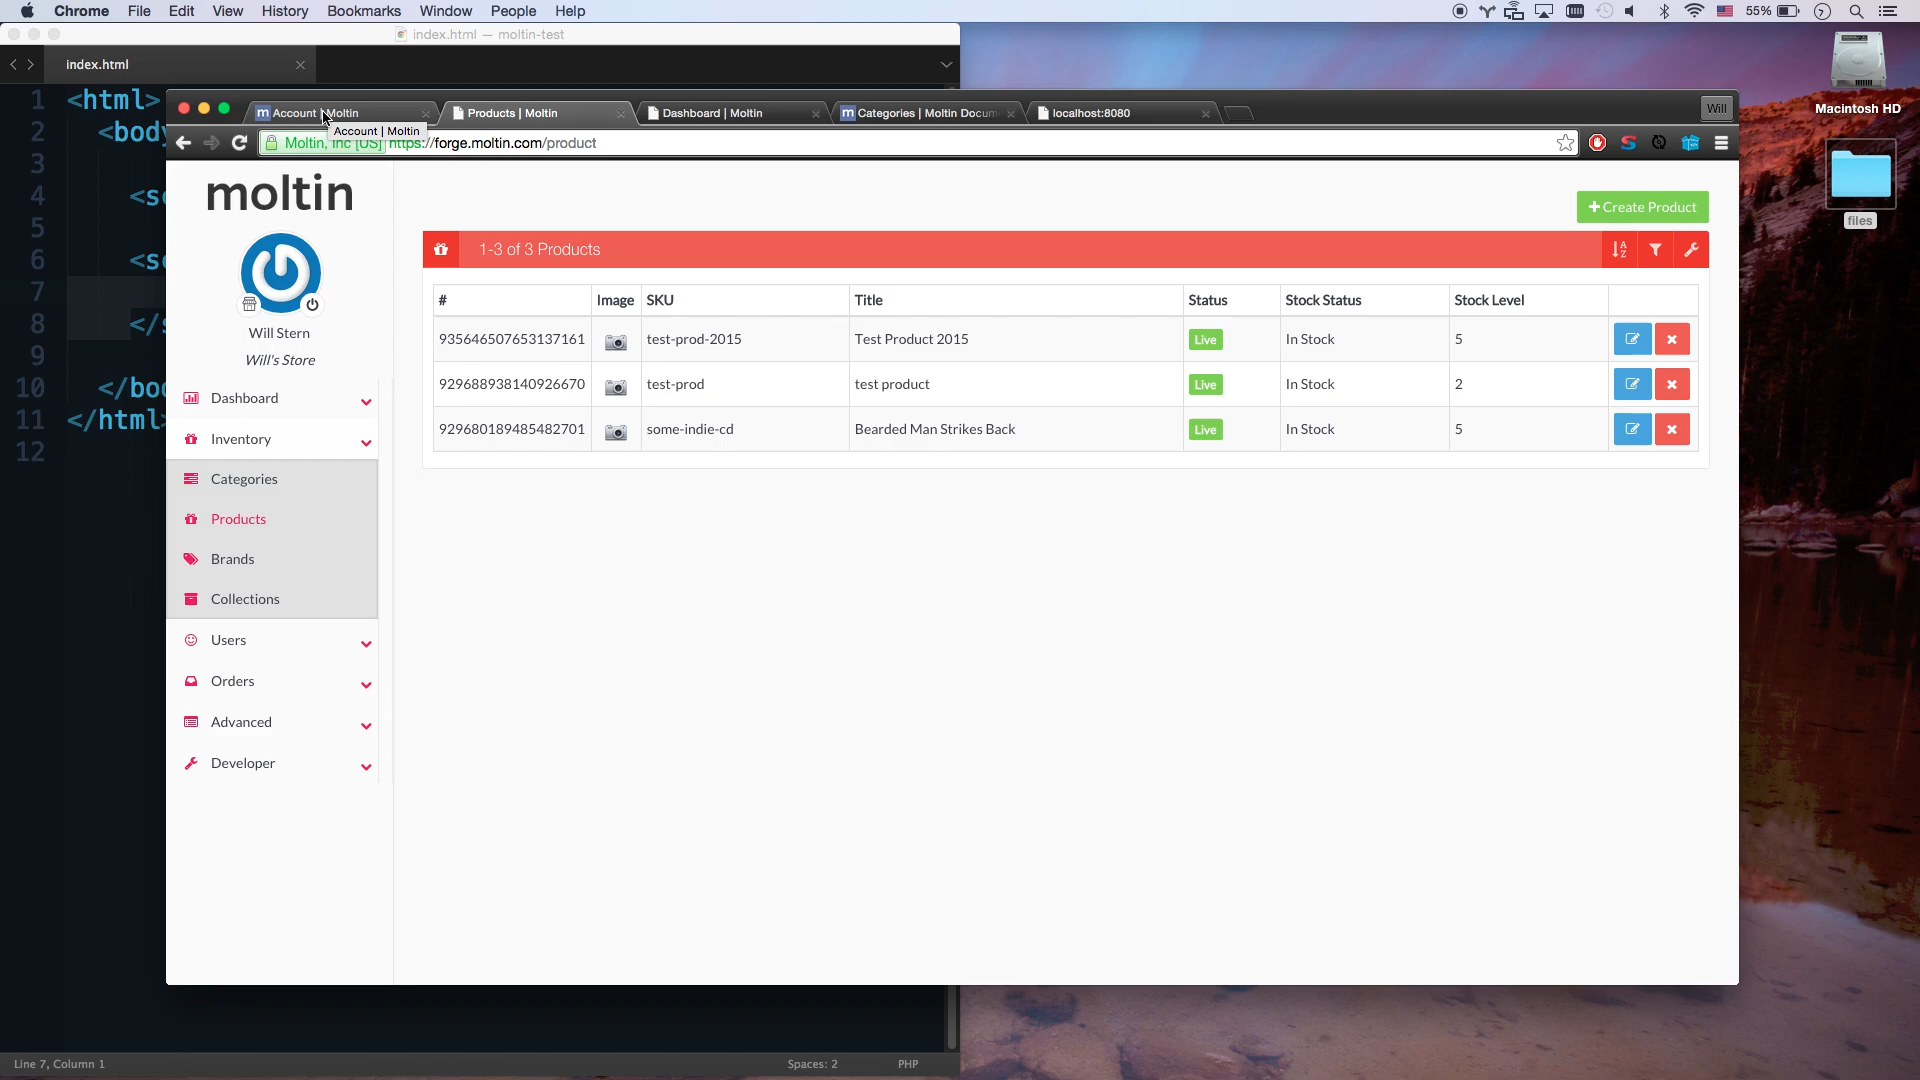 Chrome File Edit View History Bookmarks Window People Help
55%
index.html — moltin-test
index.html
Macintosh HD
files
1 <html>
2 <body
3
4 <s
5
6 <s
7
8 </s
9
10 </bo
11 </html>
12
Account | Moltin
Products | Moltin
Dashboard | Moltin
Categories | Moltin Docum
localhost:8080
Will
Account | Moltin
Moltin, Inc [US] https://forge.moltin.com/product
moltin
Will Stern
Will's Store
Dashboard
Inventory
Categories
Products
Brands
Collections
Users
Orders
Advanced
Developer
Create Product
1-3 of 3 Products
# Image SKU Title Status Stock Status Stock Level
935646507653137161 test-prod-2015 Test Product 2015 Live In Stock 5
929688938140926670 test-prod test product Live In Stock 2
929680189485482701 some-indie-cd Bearded Man Strikes Back Live In Stock 5
Line 7, Column 1
Spaces: 2
PHP